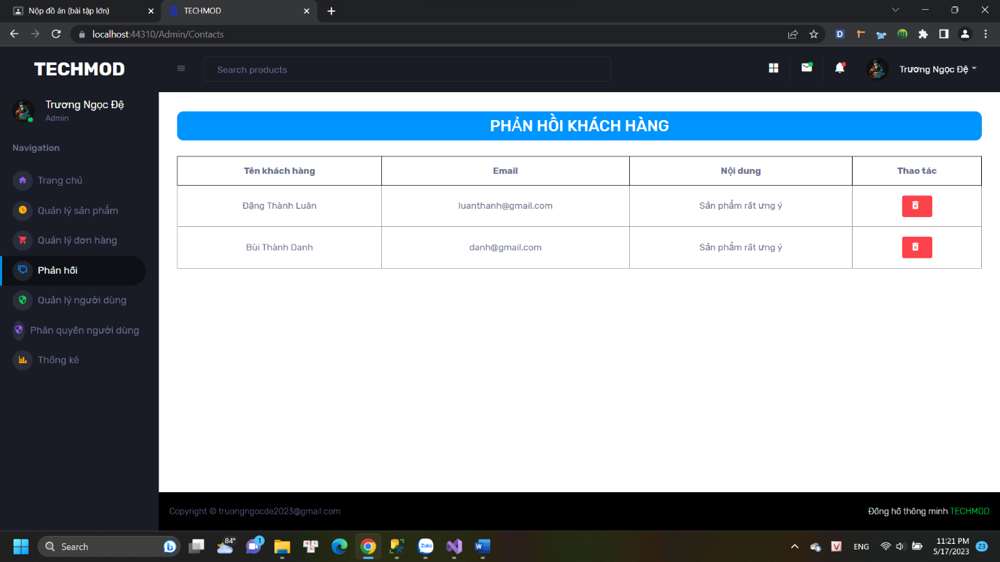 Nộp đồ án (bài tập lớn)
TECHMOD
localhost:44310/Admin/Contacts
D
TECHMOD
Search products
Trương Ngọc Đệ
Trương Ngọc Đệ
Admin
Navigation
Trang chủ
Quản lý sản phẩm
Quản lý đơn hàng
Phản hồi
Quản lý người dùng
Phân quyền người dùng
Thống kê
PHẢN HỒI KHÁCH HÀNG
Tên khách hàng Email Nội dung Thao tác
Đặng Thành Luân luanthanh@gmail.com Sản phẩm rất ưng ý
Bùi Thành Danh danh@gmail.com Sản phẩm rất ưng ý
Copyright © truongngocde2023@gmail.com
Đồng hồ thông minh TECHMOD
Search
84°
1
Zalo
W
V
ENG
11:21 PM
5/17/2023
23